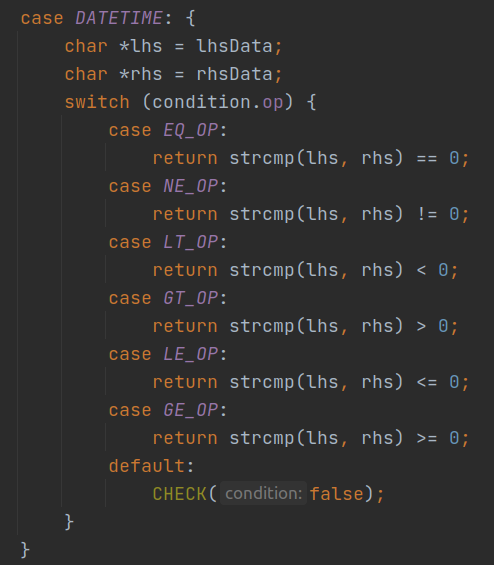 case DATETIME: {
    char *lhs = lhsData;
    char *rhs = rhsData;
    switch (condition.op) {
        case EQ_OP:
            return strcmp(lhs, rhs) == 0;
        case NE_OP:
            return strcmp(lhs, rhs) != 0;
        case LT_OP:
            return strcmp(lhs, rhs) < 0;
        case GT_OP:
            return strcmp(lhs, rhs) > 0;
        case LE_OP:
            return strcmp(lhs, rhs) <= 0;
        case GE_OP:
            return strcmp(lhs, rhs) >= 0;
        default:
            CHECK(condition: false);
    }
}